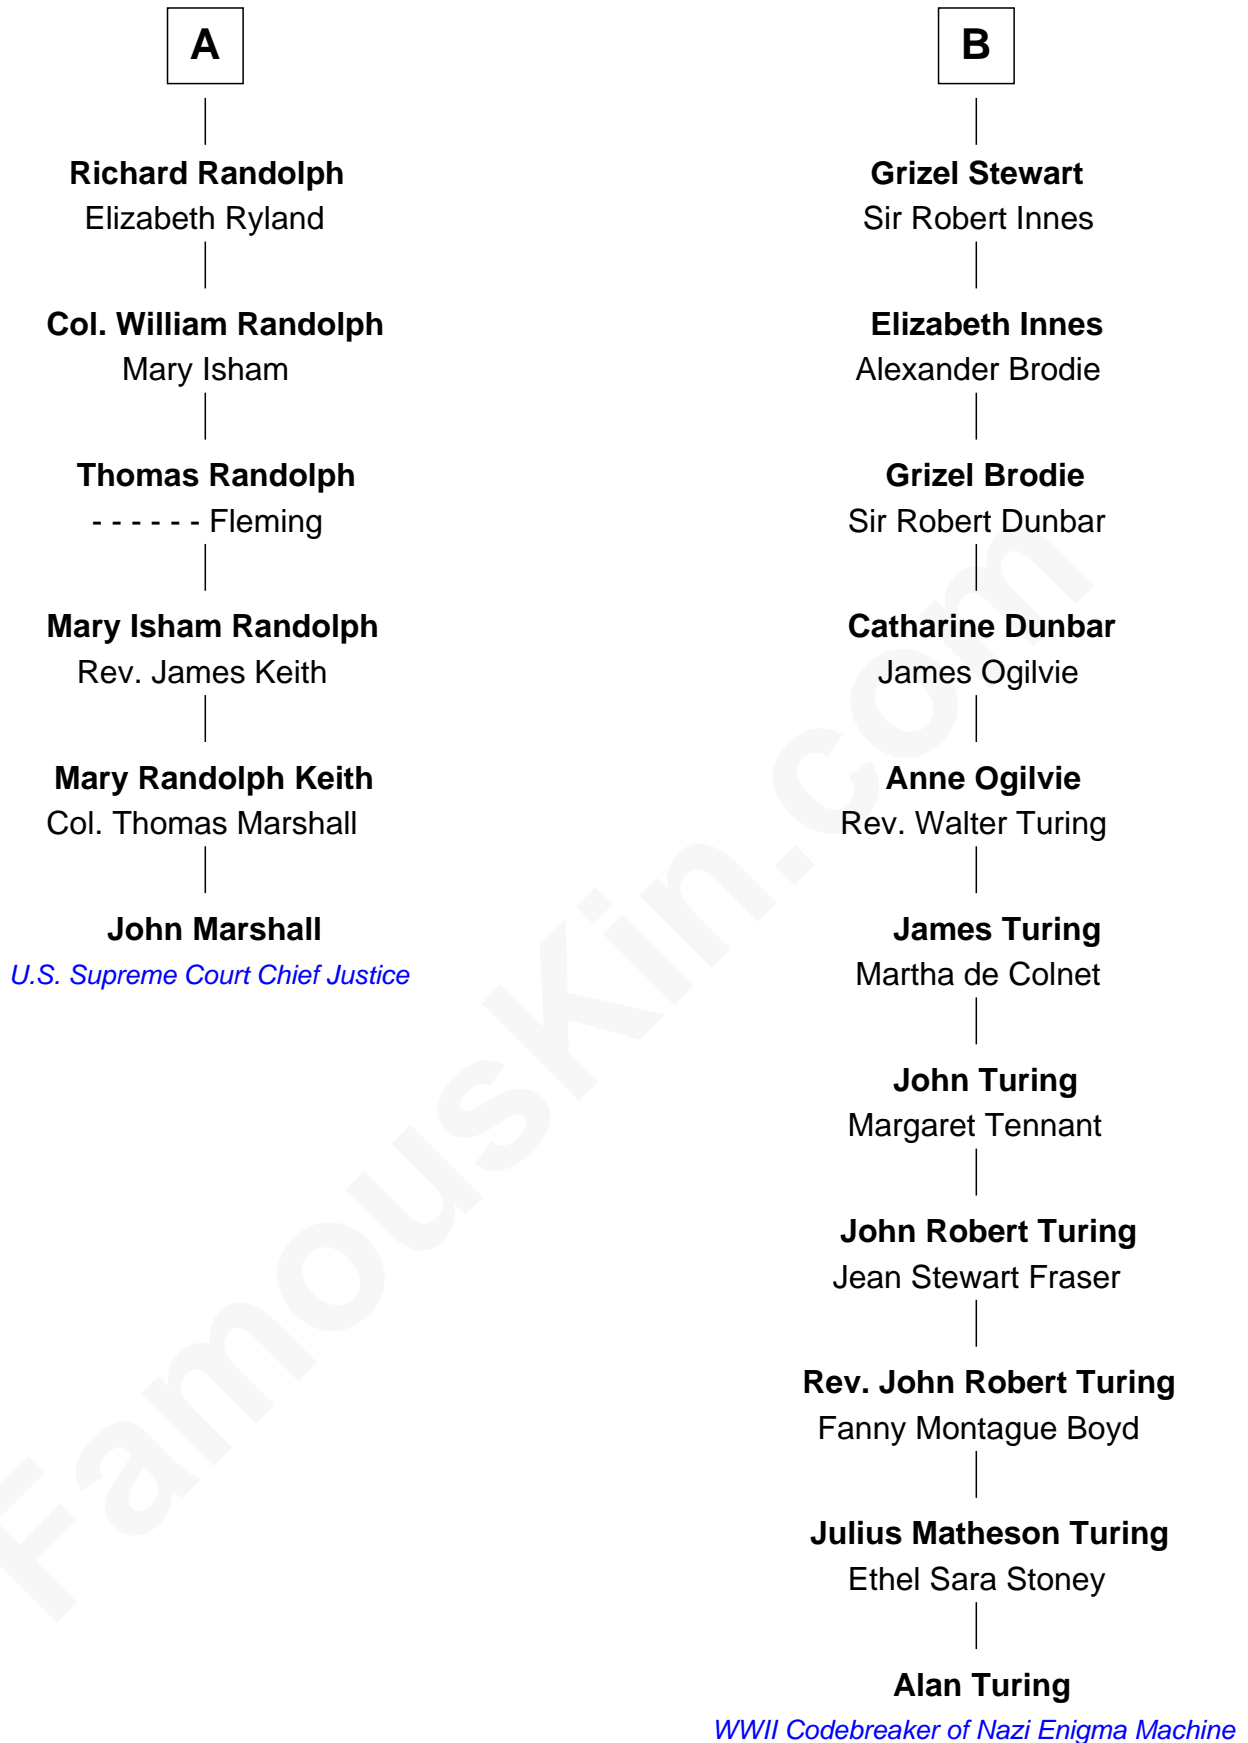 A
Richard Randolph
Elizabeth Ryland
Col. William Randolph
Mary Isham
Thomas Randolph
- - - - - - Fleming
Mary Isham Randolph
Rev. James Keith
Mary Randolph Keith
Col. Thomas Marshall
John Marshall
U.S. Supreme Court Chief Justice
B
Grizel Stewart
Sir Robert Innes
Elizabeth Innes
Alexander Brodie
Grizel Brodie
Sir Robert Dunbar
Catharine Dunbar
James Ogilvie
Anne Ogilvie
Rev. Walter Turing
James Turing
Martha de Colnet
John Turing
Margaret Tennant
John Robert Turing
Jean Stewart Fraser
Rev. John Robert Turing
Fanny Montague Boyd
Julius Matheson Turing
Ethel Sara Stoney
Alan Turing
WWII Codebreaker of Nazi Enigma Machine
FamousKin.com